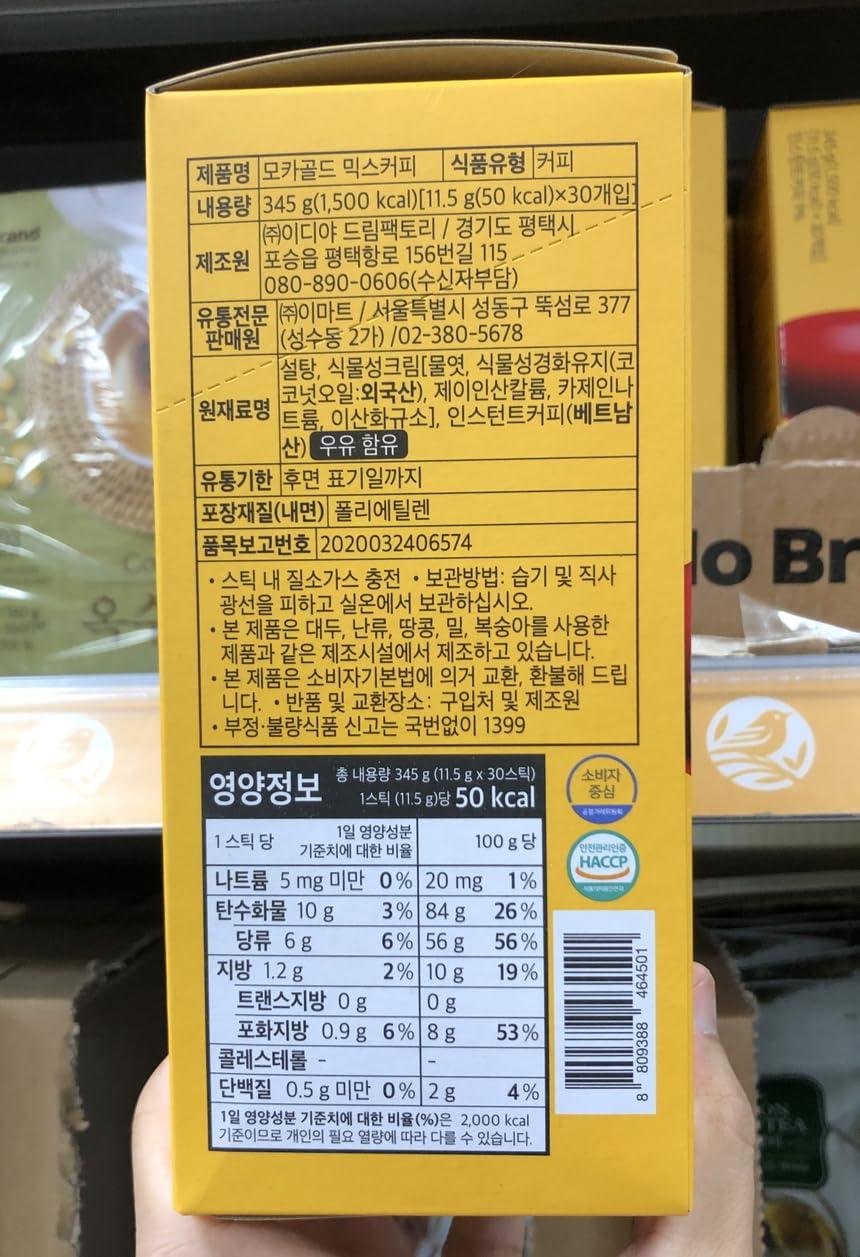 제품명 모카골드 믹스커피 식품유형 커피
내용량 345 g(1,500 kcal)[11.5 g(50 kcal)×30개입]
제조원 ㈜이디야 드림팩토리 / 경기도 평택시
포승읍 평택항로 156번길 115
080-890-0606(수신자부담)
유통전문판매원 ㈜이마트 / 서울특별시 성동구 뚝섬로 377
(성수동 2가) /02-380-5678
원재료명 설탕, 식물성크림[물엿, 식물성경화유지(코
코넛오일:외국산), 제이인산칼륨, 카제인나
트륨, 이산화규소], 인스턴트커피(베트남
산) 우유 함유
유통기한 후면 표기일까지
포장재질(내면) 폴리에틸렌
품목보고번호 2020032406574
• 스틱 내 질소가스 충전 • 보관방법: 습기 및 직사
광선을 피하고 실온에서 보관하십시오.
• 본 제품은 대두, 난류, 땅콩, 밀, 복숭아를 사용한
제품과 같은 제조시설에서 제조하고 있습니다.
• 본 제품은 소비자기본법에 의거 교환, 환불해 드립
니다. • 반품 및 교환장소: 구입처 및 제조원
• 부정·불량식품 신고는 국번없이 1399
영양정보 총 내용량 345 g (11.5 g x 30스틱)
1스틱 (11.5 g)당 50 kcal
1 스틱 당 1일 영양성분 기준치에 대한 비율 100 g 당
나트륨 5 mg 미만 0% 20 mg 1%
탄수화물 10 g 3% 84 g 26%
당류 6 g 6% 56 g 56%
지방 1.2 g 2% 10 g 19%
트랜스지방 0 g 0 g
포화지방 0.9 g 6% 8 g 53%
콜레스테롤 - -
단백질 0.5 g 미만 0% 2 g 4%
1일 영양성분 기준치에 대한 비율(%)은 2,000 kcal
기준이므로 개인의 필요 열량에 따라 다를 수 있습니다.
소비자
중심
공정거래위원회
안전관리인증
HACCP
8 809388 464501
lo Br
rand